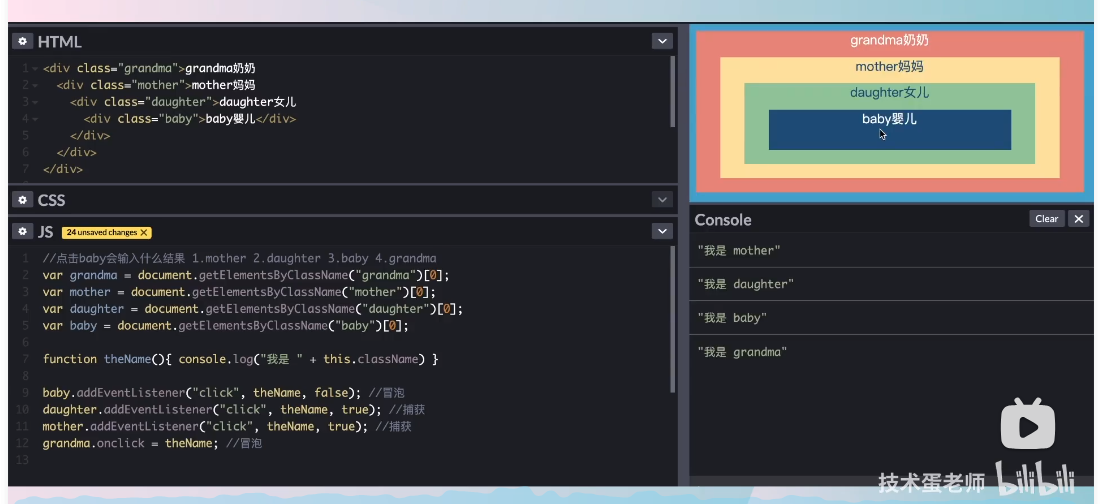 HTML
1 <div class="grandma">grandma奶奶
2 <div class="mother">mother妈妈
3 <div class="daughter">daughter女儿
4 <div class="baby">baby婴儿</div>
5 </div>
6 </div>
7 </div>
CSS
JS 24 unsaved changes X
1 //点击baby会输入什么结果 1.mother 2.daughter 3.baby 4.grandma
2 var grandma = document.getElementsByClassName("grandma")[0];
3 var mother = document.getElementsByClassName("mother")[0];
4 var daughter = document.getElementsByClassName("daughter")[0];
5 var baby = document.getElementsByClassName("baby")[0];
6
7 function theName(){ console.log("我是 " + this.className) }
8
9 baby.addEventListener("click", theName, false); //冒泡
10 daughter.addEventListener("click", theName, true); //捕获
11 mother.addEventListener("click", theName, true); //捕获
12 grandma.onclick = theName; //冒泡
13
grandma奶奶
mother妈妈
daughter女儿
baby婴儿
Console Clear X
"我是 mother"
"我是 daughter"
"我是 baby"
"我是 grandma"
技术蛋老师 bilibili